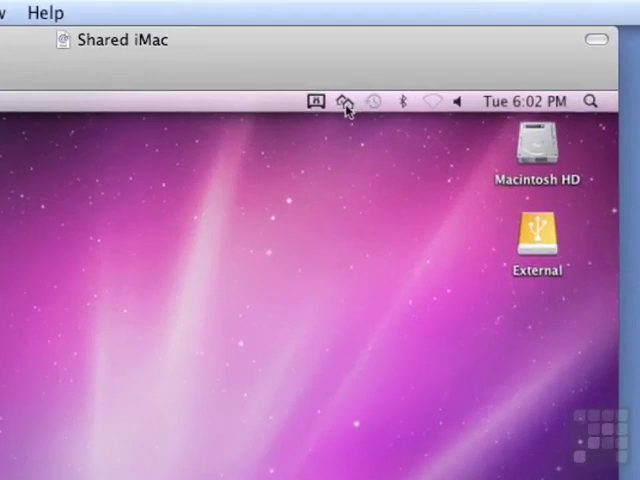 Help
Shared iMac
Tue 6:02 PM
Macintosh HD
External